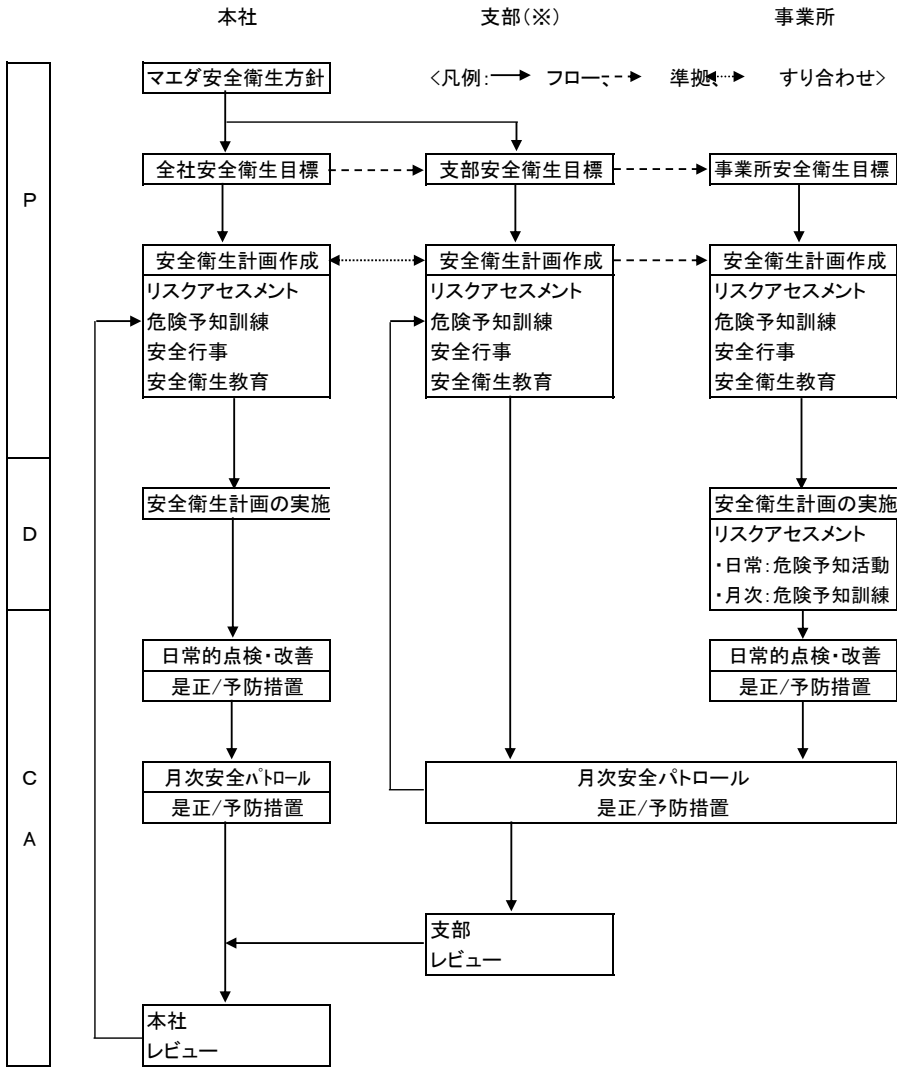 本社 支部(※) 事業所
マエダ安全衛生方針 <凡例: フロー、 準拠、 すり合わせ>
全社安全衛生目標 支部安全衛生目標 事業所安全衛生目標
P
安全衛生計画作成 安全衛生計画作成 安全衛生計画作成
リスクアセスメント リスクアセスメント リスクアセスメント
危険予知訓練 危険予知訓練 危険予知訓練
安全行事 安全行事 安全行事
安全衛生教育 安全衛生教育 安全衛生教育
安全衛生計画の実施 安全衛生計画の実施
D リスクアセスメント
・日常:危険予知活動
・月次:危険予知訓練
日常的点検・改善 日常的点検・改善
是正/予防措置 是正/予防措置
C 月次安全パトロール 月次安全パトロール
是正/予防措置 是正/予防措置
A
支部
レビュー
本社
レビュー